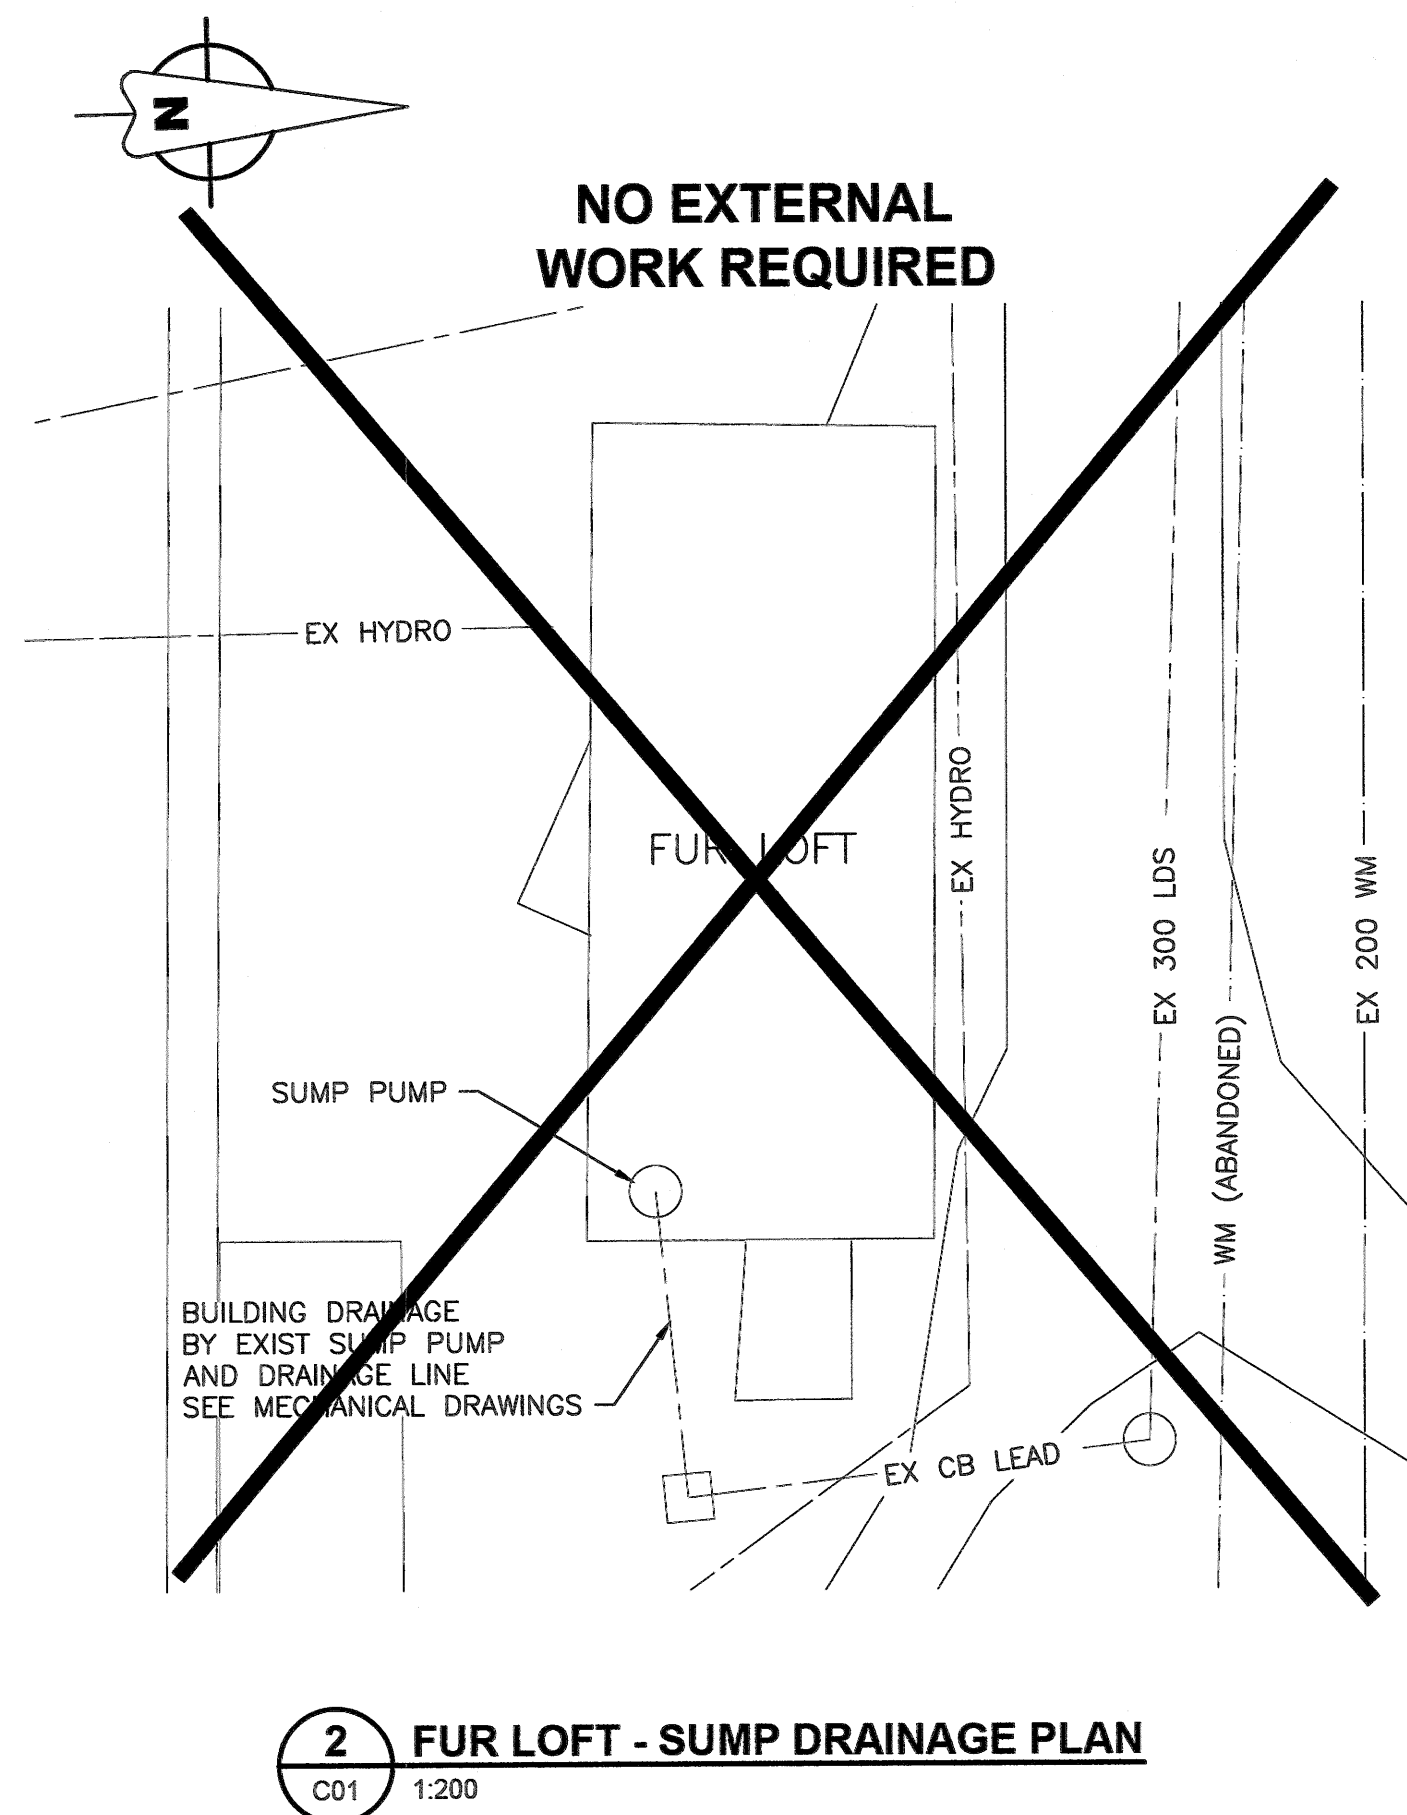 N
NO EXTERNAL
WORK REQUIRED
EX HYDRO
FUR LOFT
EX HYDRO
EX 300 LDS
WM (ABANDONED)
EX 200 WM
SUMP PUMP
BUILDING DRAINAGE
BY EXIST SUMP PUMP
AND DRAINAGE LINE
SEE MECHANICAL DRAWINGS
EX CB LEAD
2
C01
FUR LOFT - SUMP DRAINAGE PLAN
1:200